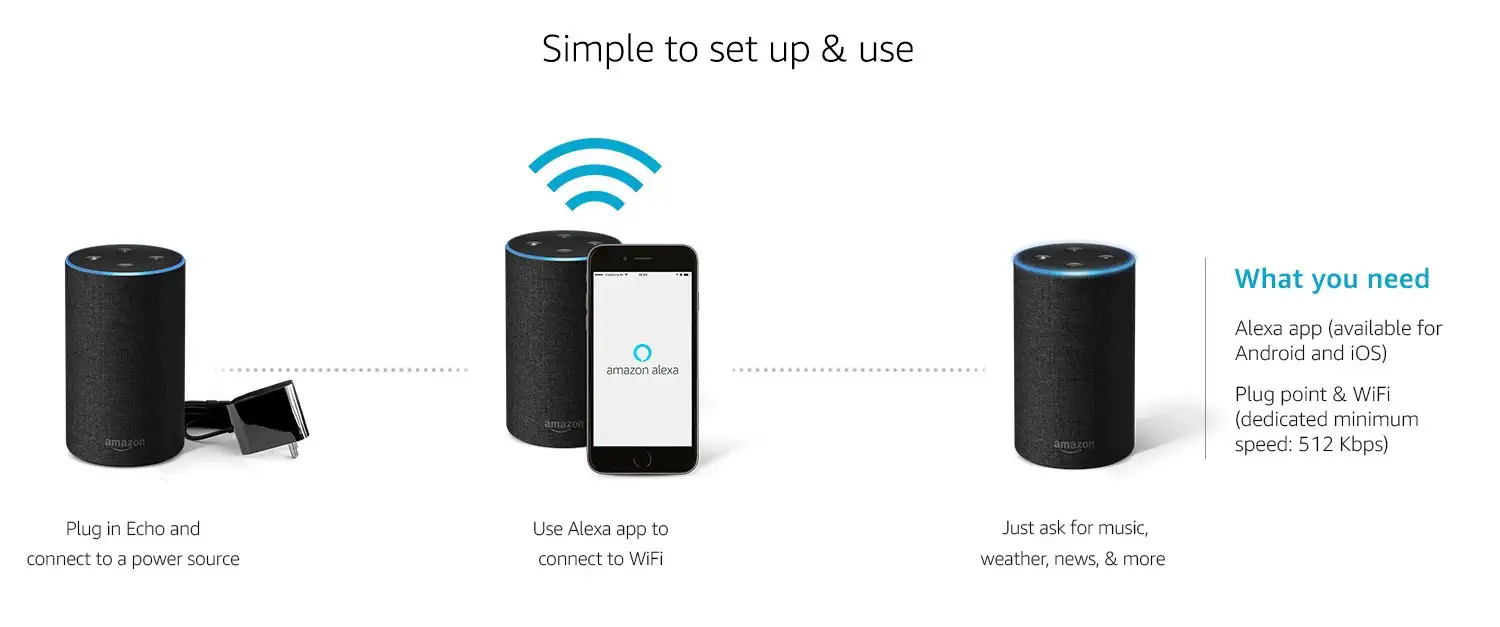 Simple to set up & use
amazon
Plug in Echo and
connect to a power source
amazon alexa
amazon
Use Alexa app to
connect to WiFi
amazon
Just ask for music,
weather, news, & more
What you need
Alexa app (available for
Android and iOS)
Plug point & WiFi
(dedicated minimum
speed: 512 Kbps)